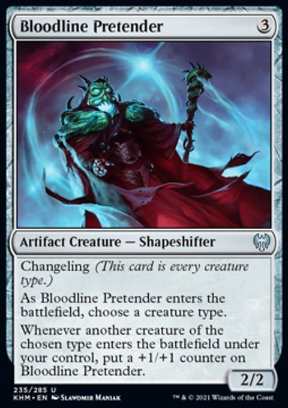 Bloodline Pretender 3
Artifact Creature — Shapeshifter
Changeling (This card is every creature
type.)
As Bloodline Pretender enters the
battlefield, choose a creature type.
Whenever another creature of the
chosen type enters the battlefield under
your control, put a +1/+1 counter on
Bloodline Pretender.
2/2
235/285 U
KHM • EN Slawomir Maniak ™ & © 2021 Wizards of the Coast